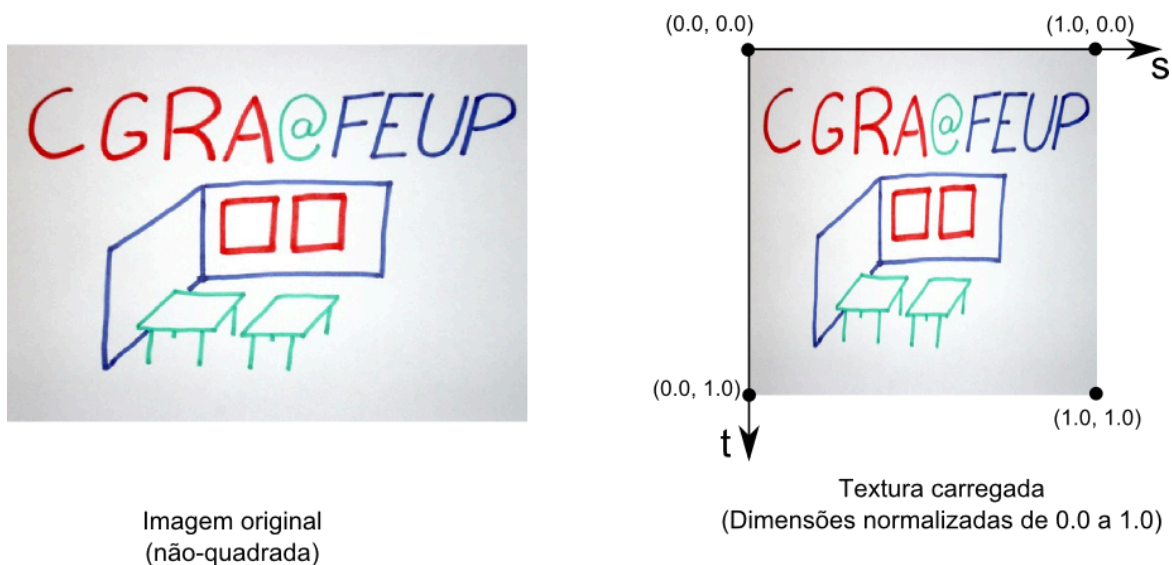 CGRA@FEUP
Imagem original
(não-quadrada)
(0.0, 0.0)
(1.0, 0.0)
s
CGRA@FEUP
(0.0, 1.0)
(1.0, 1.0)
t
Textura carregada
(Dimensões normalizadas de 0.0 a 1.0)